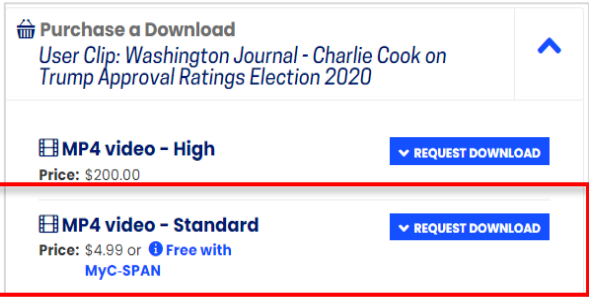 Purchase a Download
User Clip: Washington Journal - Charlie Cook on
Trump Approval Ratings Election 2020
MP4 video - High
REQUEST DOWNLOAD
Price: $200.00
MP4 video - Standard
REQUEST DOWNLOAD
Price: $4.99 or Free with
MyC-SPAN